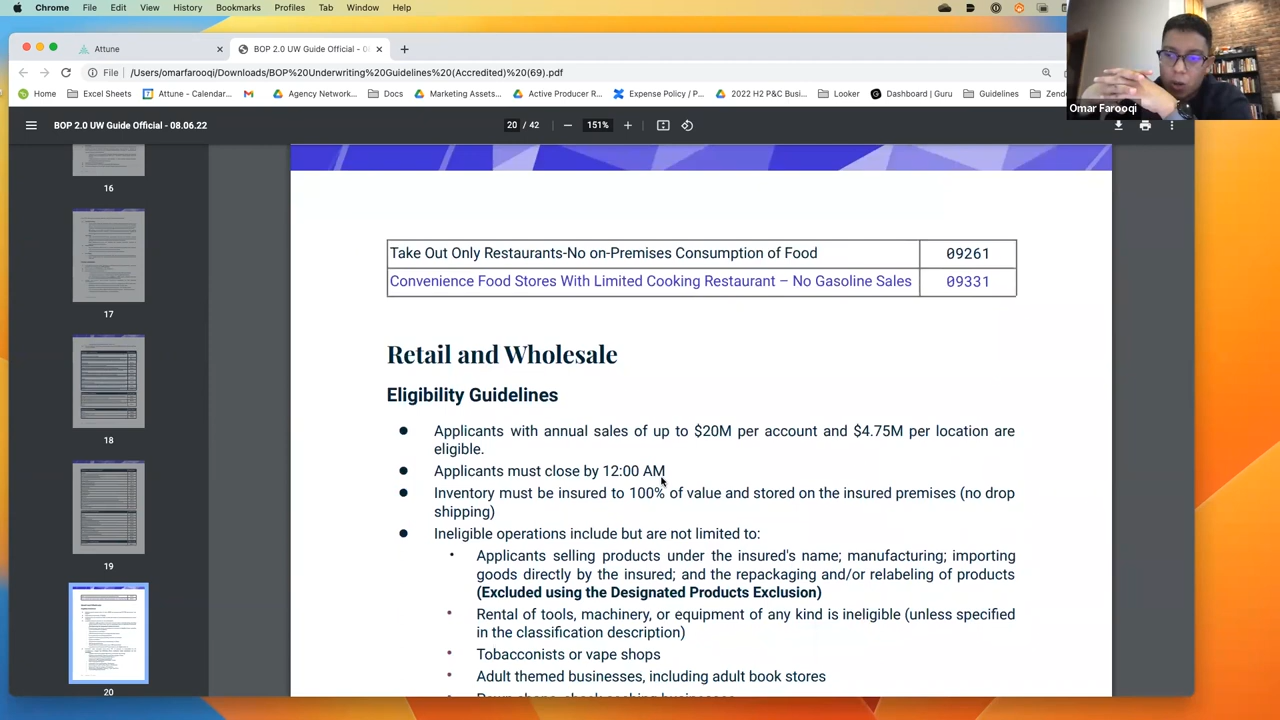 Chrome File Edit View History Bookmarks Profiles Tab Window Help
Attune
BOP 2.0 UW Guide Official - 0
File /Users/omarfarooqi/Downloads/BOP%20Underwriting%20Guidelines%20(Accredited)%20(69).pdf
Home Excel Sheets Attune - Calendar... M Agency Network... Docs Marketing Assets... Active Producer R... Expense Policy / P... 2022 H2 P&C Busi... Looker Dashboard | Guru Guidelines Zende
Omar Farooqi
BOP 2.0 UW Guide Official - 08.06.22
20 / 42
151%
16
17
18
19
20
Take Out Only Restaurants-No on-Premises Consumption of Food 09261
Convenience Food Stores With Limited Cooking Restaurant – No Gasoline Sales 09331
Retail and Wholesale
Eligibility Guidelines
● Applicants with annual sales of up to $20M per account and $4.75M per location are
eligible.
● Applicants must close by 12:00 AM
● Inventory must be insured to 100% of value and stored on the insured premises (no drop
shipping)
● Ineligible operations include but are not limited to:
• Applicants selling products under the insured's name; manufacturing; importing
goods directly by the insured; and the repackaging and/or relabeling of products
(Excluded using the Designated Products Exclusion)
• Rental of tools, machinery, or equipment of any kind is ineligible (unless specified
in the classification description)
• Tobacconists or vape shops
• Adult themed businesses, including adult book stores